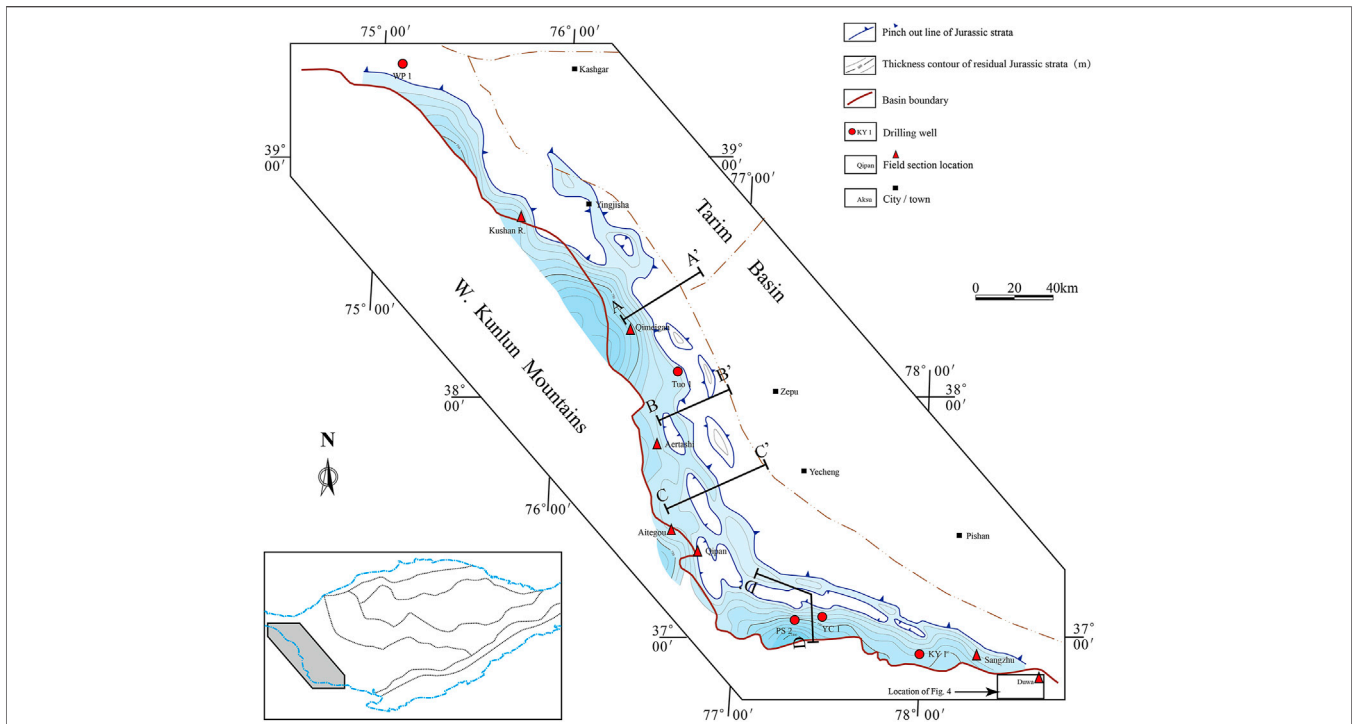 75° 00′
76° 00′
WP 1
Kashgar
Pinch out line of Jurassic strata
Thickness contour of residual Jurassic strata（m）
Basin boundary
KY 1
Drilling well
Qipan
Field section location
Aksu
City / town
39°
00′
39°
00′
77° 00′
Yingjisha
Kushan R.
Tarim
Basin
A'
A
0 20 40km
75° 00′
W. Kunlun Mountains
Qimeigan
Tuo 1
B'
B
Zepu
78° 00′
38°
00′
38°
00′
Aertashi
C'
C
Yecheng
N
76° 00′
Aitegou
Qipan
Pishan
D'
PS 2
YC 1
D
KY 1
Sangzhu
37°
00′
37°
00′
Duwa
Location of Fig. 4
77° 00′
78° 00′